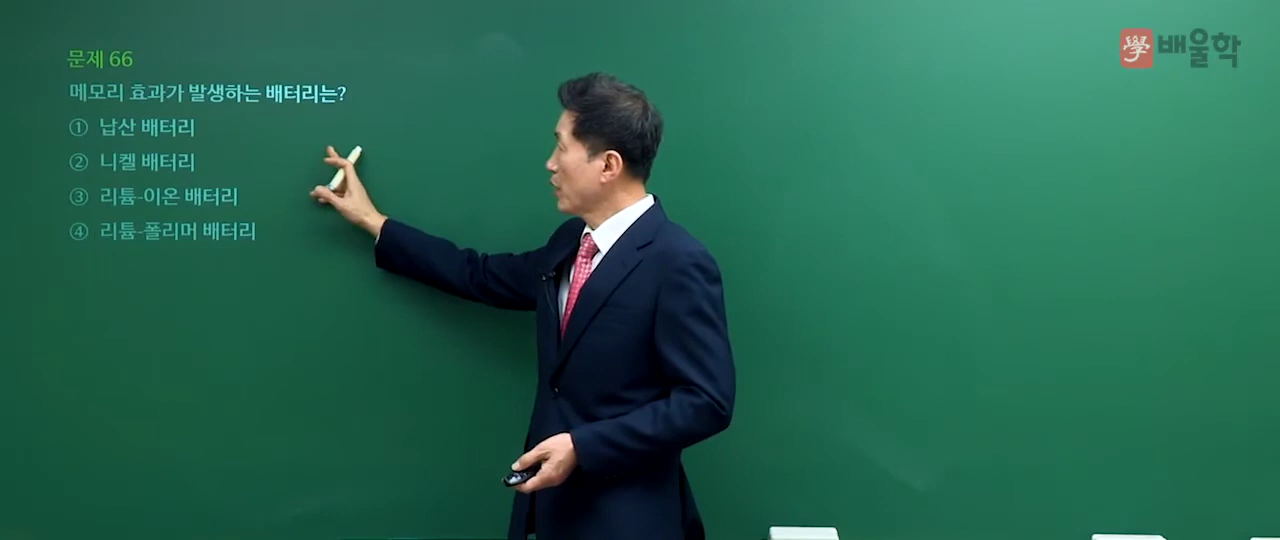 學 배울학
문제 66
메모리 효과가 발생하는 배터리는?
① 납산 배터리
② 니켈 배터리
③ 리튬-이온 배터리
④ 리튬-폴리머 배터리